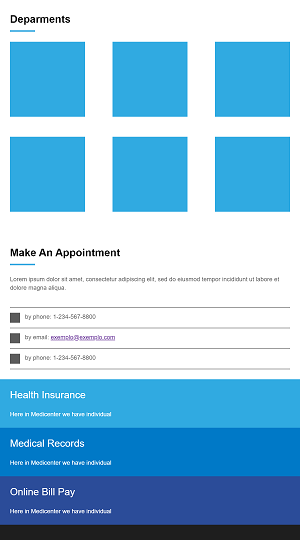 Deparments
Make An Appointment
Lorem ipsum dolor sit amet, consectetur adipiscing elit, sed do eiusmod tempor incididunt ut labore et
dolore magna aliqua.
by phone: 1-234-567-8800
by email: exemplo@exemplo.com
by phone: 1-234-567-8800
Health Insurance
Here in Medicenter we have individual
Medical Records
Here in Medicenter we have individual
Online Bill Pay
Here in Medicenter we have individual